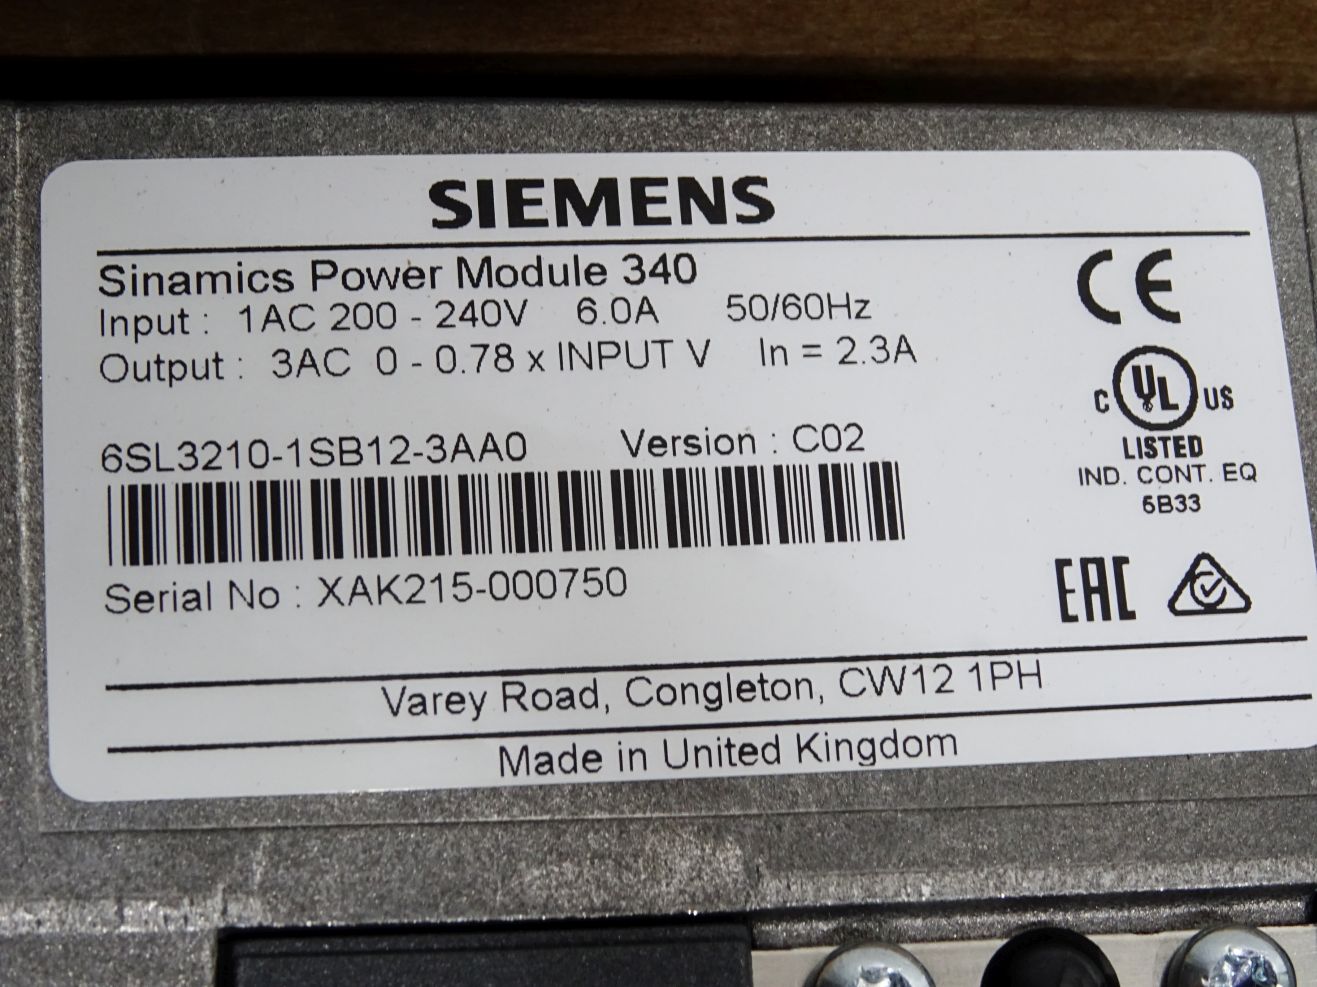 SIEMENS
Sinamics Power Module 340
Input : 1AC 200 - 240V 6.0A 50/60Hz
Output : 3AC 0 - 0.78 x INPUT V In = 2.3A
CE
C UL US
LISTED
IND. CONT. EQ
6B33
6SL3210-1SB12-3AA0 Version : C02
Serial No : XAK215-000750
EAC
Varey Road, Congleton, CW12 1PH
Made in United Kingdom